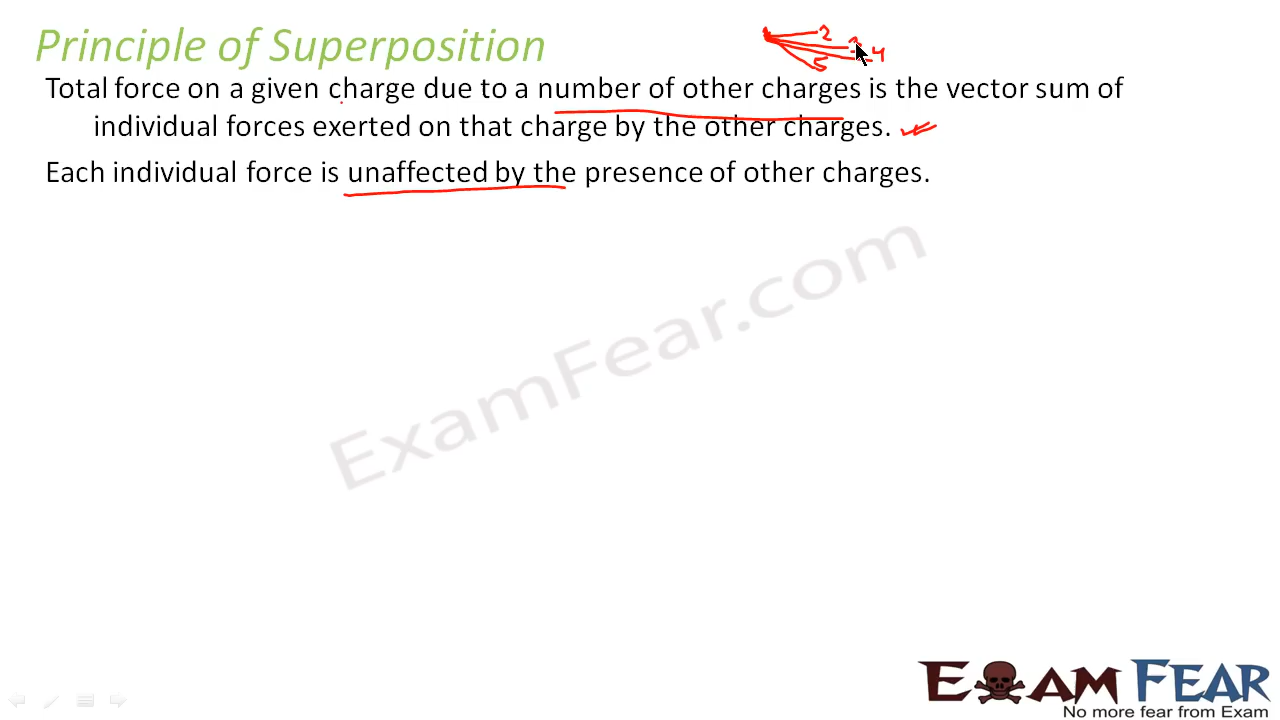 Principle of Superposition
2
3
4
5
Total force on a given charge due to a number of other charges is the vector sum of
individual forces exerted on that charge by the other charges.
Each individual force is unaffected by the presence of other charges.
ExamFear.com
EXAM FEAR
No more fear from Exam